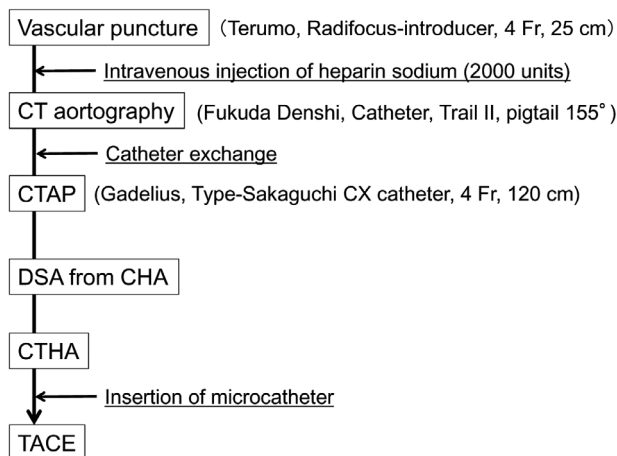 Vascular puncture (Terumo, Radifocus-introducer, 4 Fr, 25 cm)
Intravenous injection of heparin sodium (2000 units)
CT aortography (Fukuda Denshi, Catheter, Trail II, pigtail 155°)
Catheter exchange
CTAP (Gadelius, Type-Sakaguchi CX catheter, 4 Fr, 120 cm)
DSA from CHA
CTHA
Insertion of microcatheter
TACE